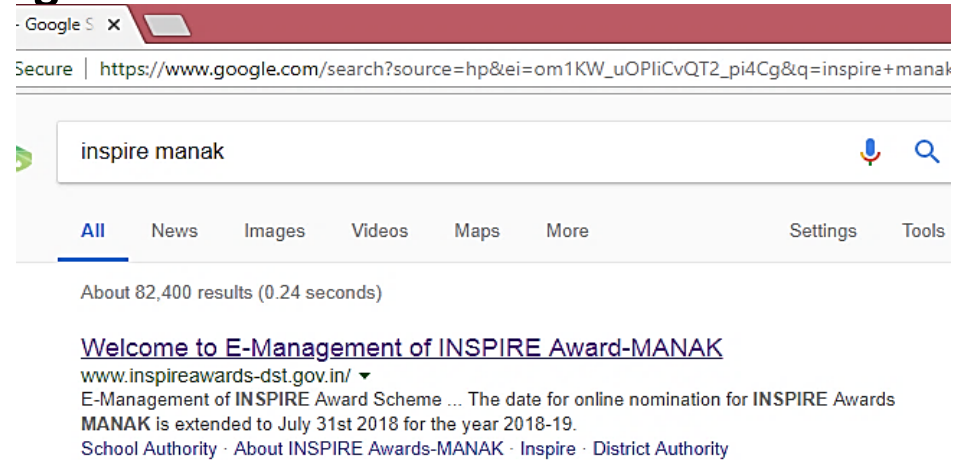 g
- Google S ×
Secure | https://www.google.com/search?source=hp&ei=om1KW_uOPIiCvQT2_pi4Cg&q=inspire+manak
inspire manak
All News Images Videos Maps More Settings Tools
About 82,400 results (0.24 seconds)
Welcome to E-Management of INSPIRE Award-MANAK
www.inspireawards-dst.gov.in/ ▼
E-Management of INSPIRE Award Scheme ... The date for online nomination for INSPIRE Awards
MANAK is extended to July 31st 2018 for the year 2018-19.
School Authority · About INSPIRE Awards-MANAK · Inspire · District Authority